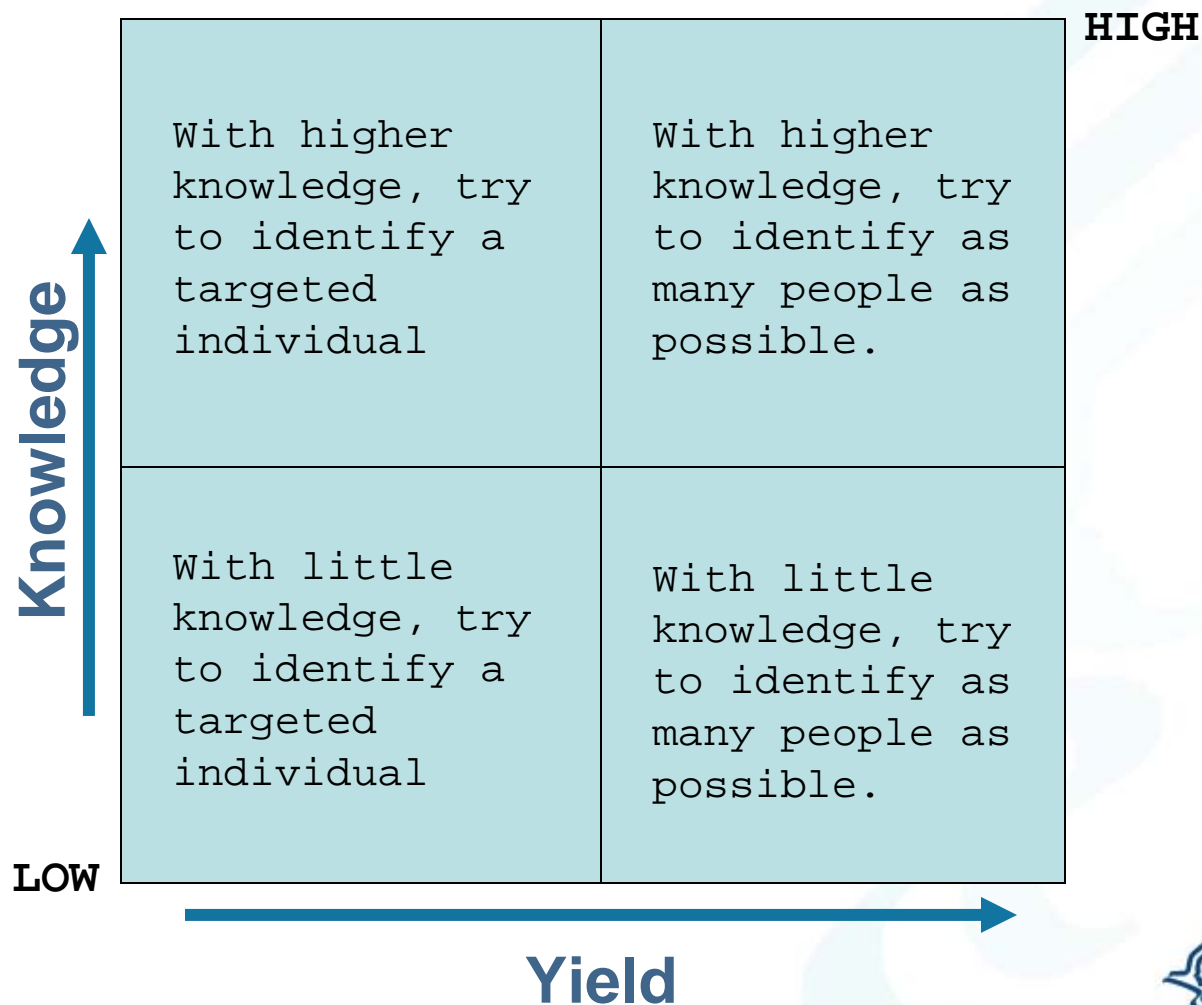 HIGH
With higher
knowledge, try
to identify a
targeted
individual
With higher
knowledge, try
to identify as
many people as
possible.
Knowledge
With little
knowledge, try
to identify a
targeted
individual
With little
knowledge, try
to identify as
many people as
possible.
LOW
Yield